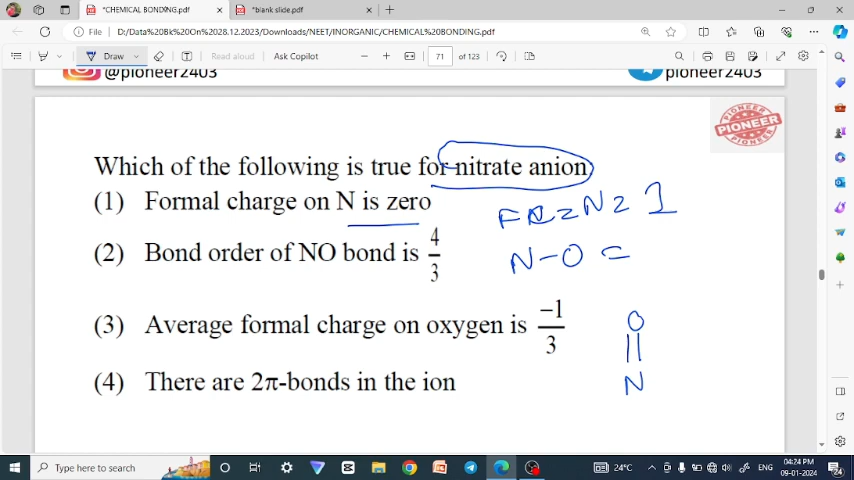 *CHEMICAL BONDING.pdf
*blank slide.pdf
File
D:/Data%20Bk%20On%2028.12.2023/Downloads/NEET/INORGANIC/CHEMICAL%20BONDING.pdf
Draw
Read aloud
Ask Copilot
71 of 123
@pioneer2403
pioneer2403
PIONEER
Which of the following is true for nitrate anion
(1) Formal charge on N is zero
N = 1
(2) Bond order of NO bond is 4/3
N-O =
(3) Average formal charge on oxygen is -1/3
O
||
N
(4) There are 2π-bonds in the ion
Type here to search
24°C
ENG
04:24 PM
09-01-2024
24